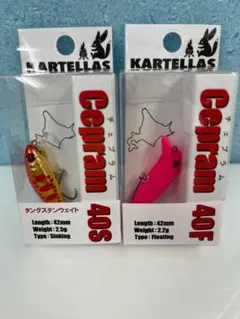 KARTELLAS
Cepram 40S
チェプラム
タングステンウェイト
Length : 42mm
Weight : 2.5g
Type : Sinking
KARTELLAS
Cepram 40F
チェプラム
Length : 42mm
Weight : 2.2g
Type : Floating